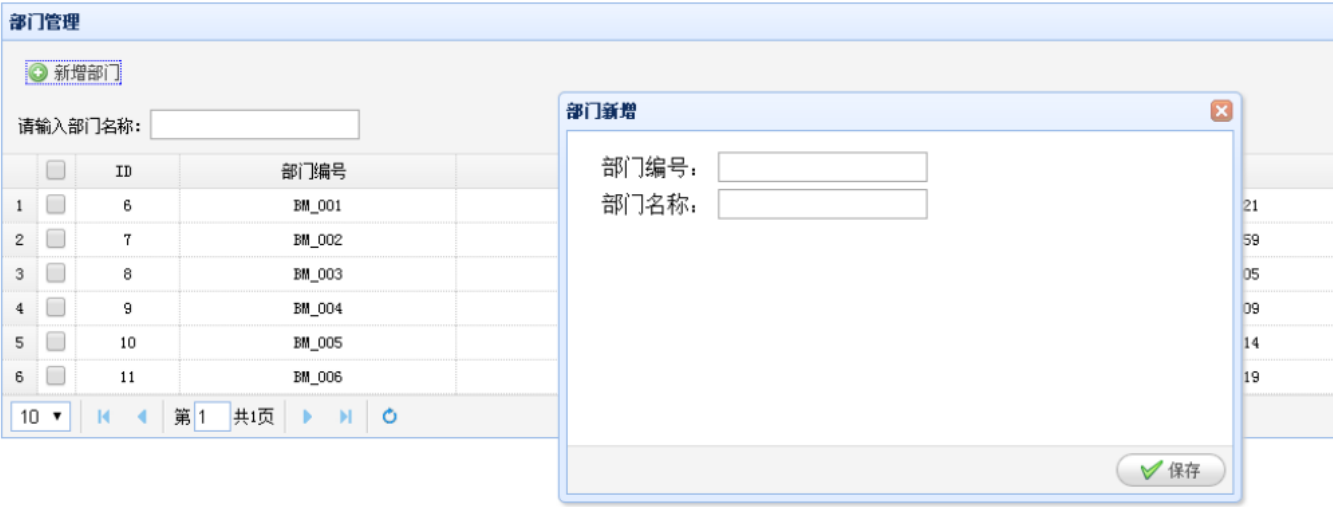 部门管理
新增部门
请输入部门名称:
ID 部门编号
1 6 BM_001 21
2 7 BM_002 59
3 8 BM_003 05
4 9 BM_004 09
5 10 BM_005 14
6 11 BM_006 19
10 第 1 共1页
部门新增
部门编号:
部门名称:
保存